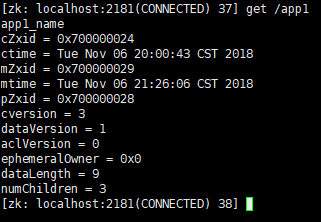 [zk: localhost:2181(CONNECTED) 37] get /app1
app1_name
cZxid = 0x700000024
ctime = Tue Nov 06 20:00:43 CST 2018
mZxid = 0x700000029
mtime = Tue Nov 06 21:26:06 CST 2018
pZxid = 0x700000028
cversion = 3
dataVersion = 1
aclVersion = 0
ephemeralOwner = 0x0
dataLength = 9
numChildren = 3
[zk: localhost:2181(CONNECTED) 38]